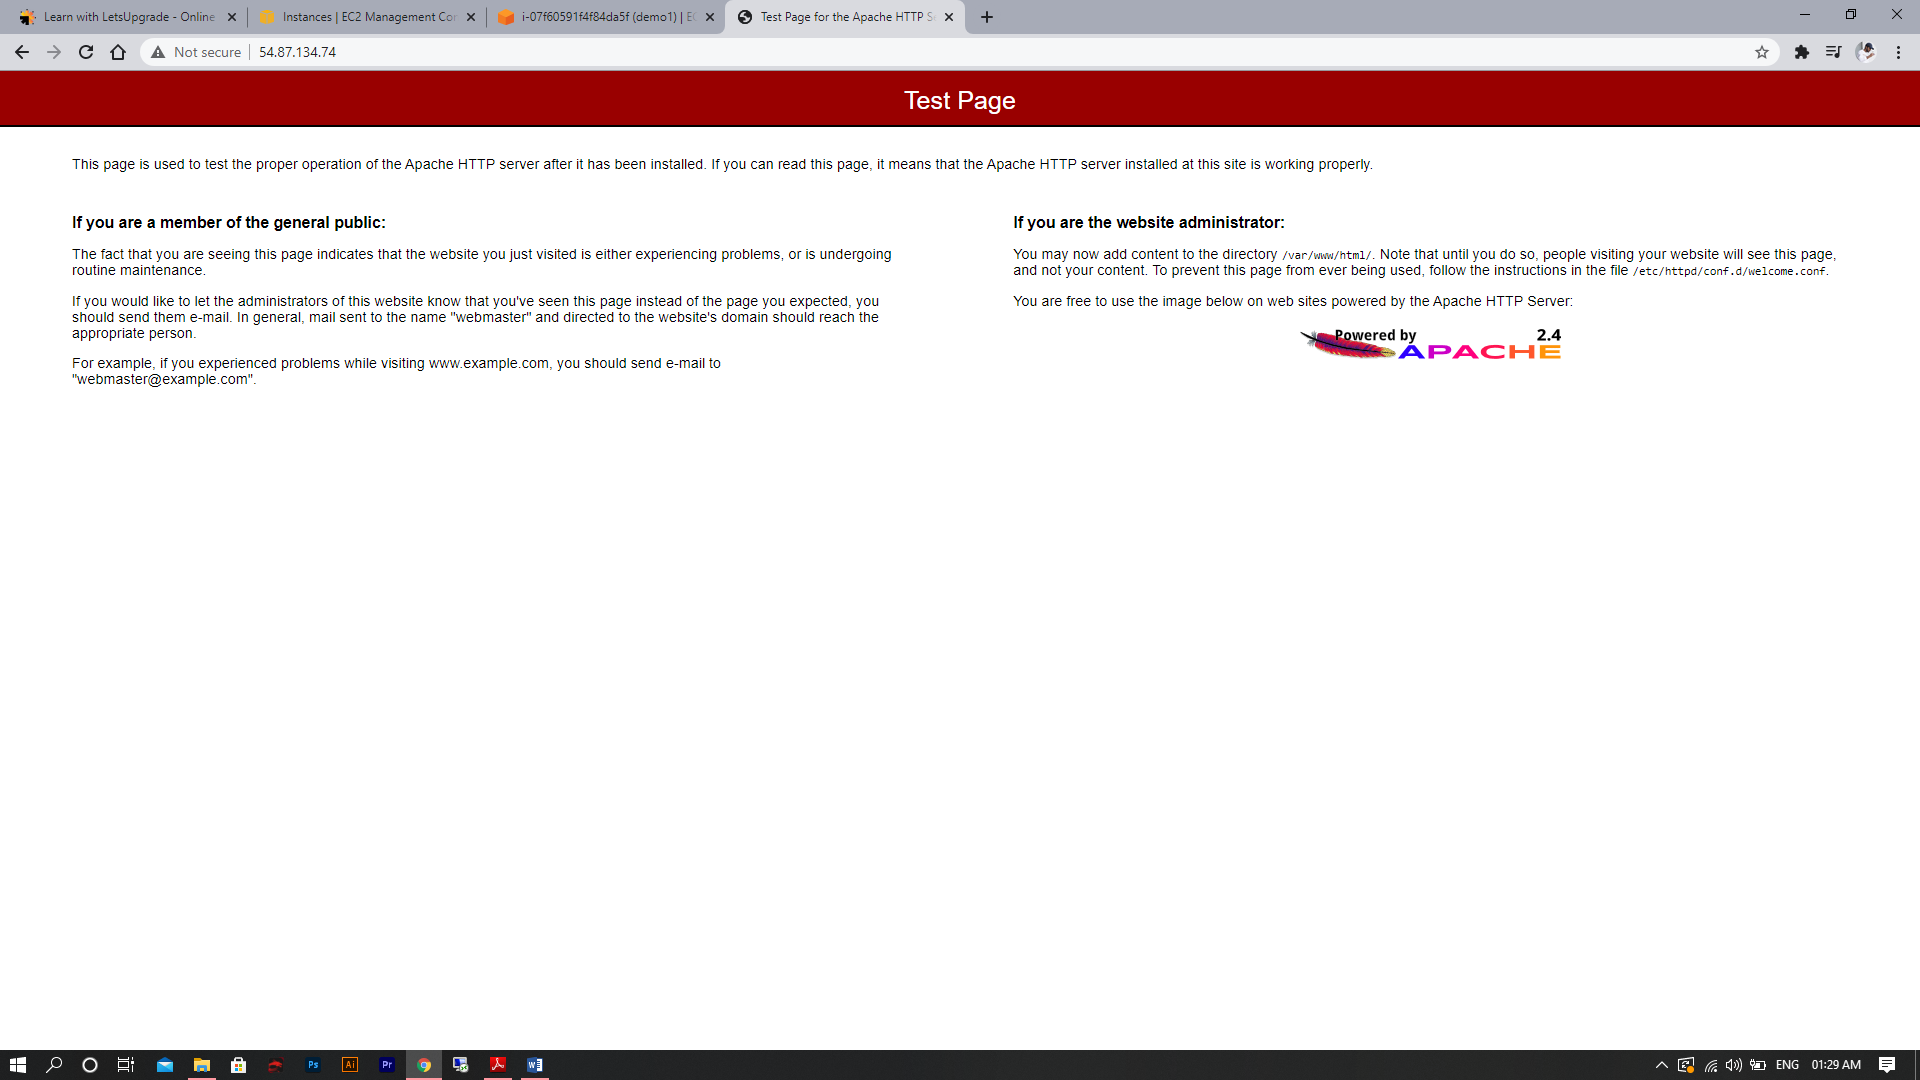 Learn with LetsUpgrade - Online
Instances | EC2 Management Cor
i-07f60591f4f84da5f (demo1) | EC
Test Page for the Apache HTTP S
Not secure
54.87.134.74
Test Page
This page is used to test the proper operation of the Apache HTTP server after it has been installed. If you can read this page, it means that the Apache HTTP server installed at this site is working properly.
If you are a member of the general public:
The fact that you are seeing this page indicates that the website you just visited is either experiencing problems, or is undergoing
routine maintenance.
If you would like to let the administrators of this website know that you've seen this page instead of the page you expected, you
should send them e-mail. In general, mail sent to the name "webmaster" and directed to the website's domain should reach the
appropriate person.
For example, if you experienced problems while visiting www.example.com, you should send e-mail to
"webmaster@example.com".
If you are the website administrator:
You may now add content to the directory /var/www/html/. Note that until you do so, people visiting your website will see this page,
and not your content. To prevent this page from ever being used, follow the instructions in the file /etc/httpd/conf.d/welcome.conf.
You are free to use the image below on web sites powered by the Apache HTTP Server:
Powered by 2.4
APACHE
Ps
Ai
Pr
ENG
01:29 AM